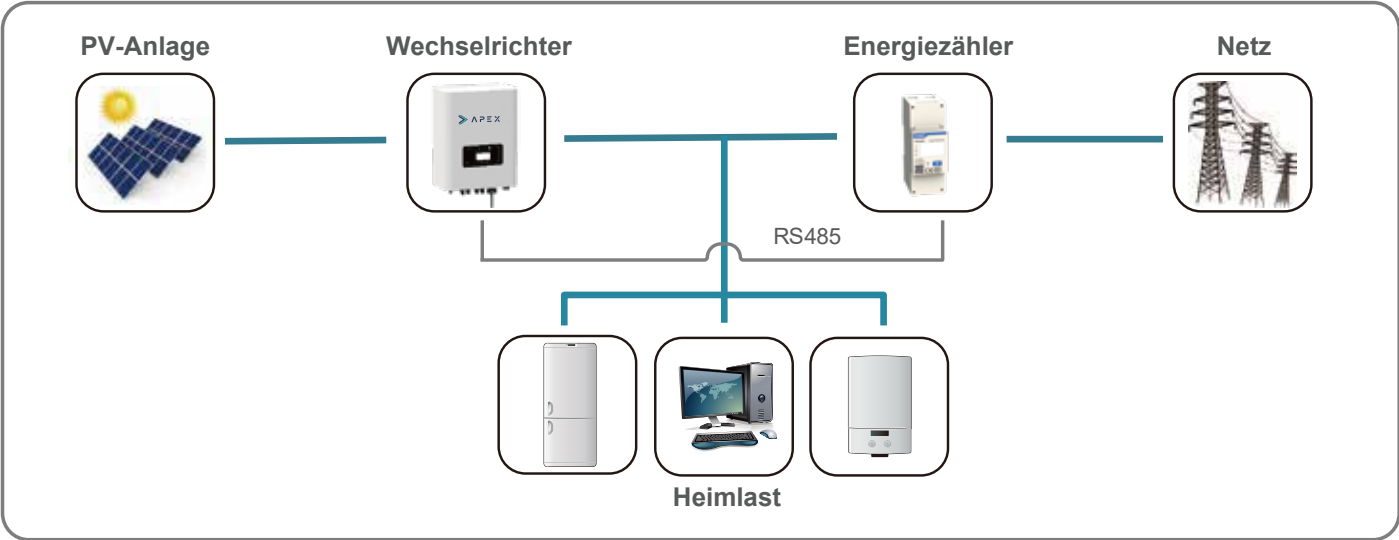 PV-Anlage
Wechselrichter
Energiezähler
Netz
APEX
RS485
Heimlast